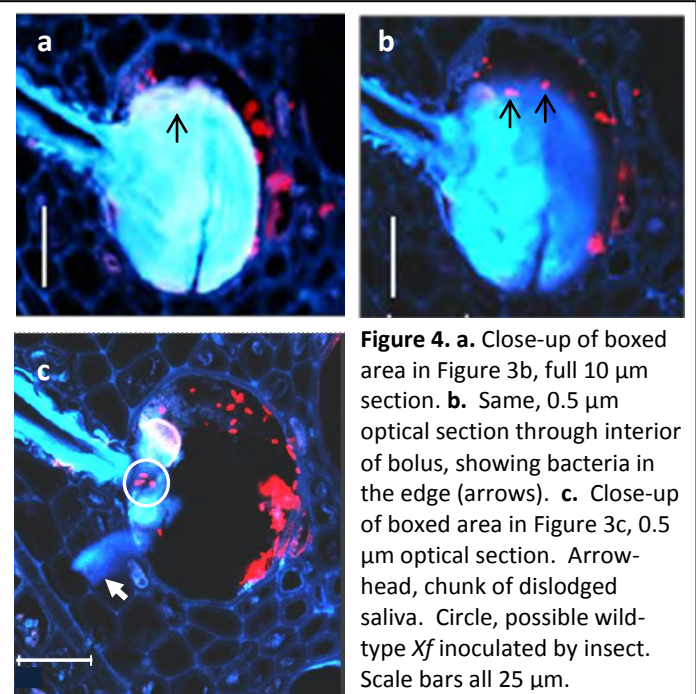 a
b
c
Figure 4. a. Close-up of boxed
area in Figure 3b, full 10 µm
section. b. Same, 0.5 µm
optical section through interior
of bolus, showing bacteria in
the edge (arrows). c. Close-up
of boxed area in Figure 3c, 0.5
µm optical section. Arrow-
head, chunk of dislodged
saliva. Circle, possible wild-
type Xf inoculated by insect.
Scale bars all 25 µm.